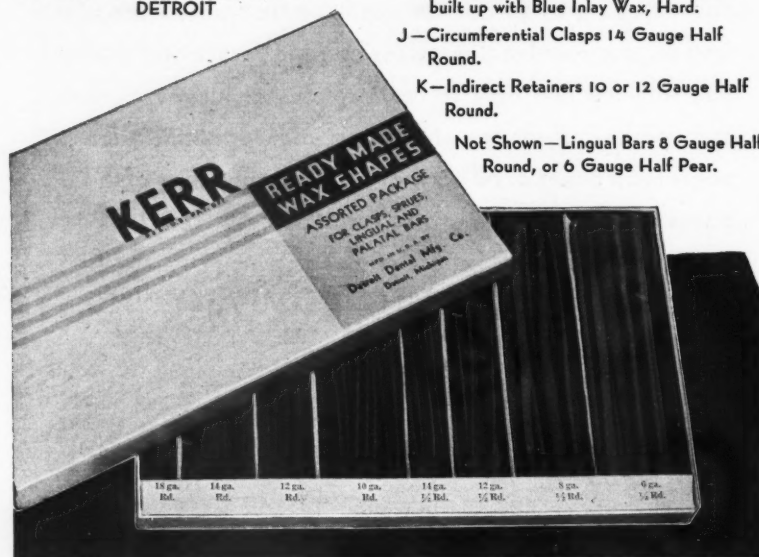 DETROIT
built up with Blue Inlay Wax, Hard.
J—Circumferential Clasps 14 Gauge Half
Round.
K—Indirect Retainers 10 or 12 Gauge Half
Round.
Not Shown—Lingual Bars 8 Gauge Half
Round, or 6 Gauge Half Pear.
KERR
READY MADE
WAX SHAPES
ASSORTED PACKAGE
FOR CLASPS, SPRUES,
LINGUAL AND
PALATAL BARS
MFD. IN U.S.A. BY
Detroit Dental Mfg. Co.
Detroit, Michigan
18 ga. 14 ga. 12 ga. 10 ga. 14 ga. 12 ga. 8 ga. 6 ga.
Rd. Rd. Rd. Rd. ½ Rd. ½ Rd. ½ Rd. ½ Rd.